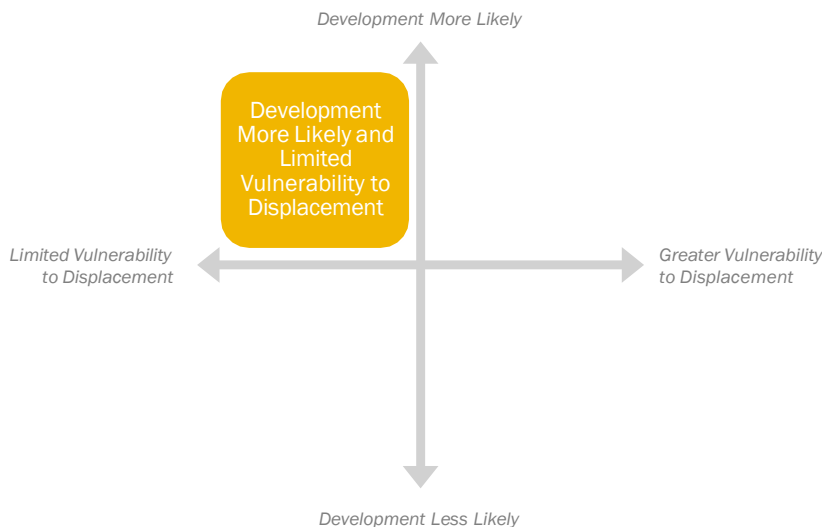 Development More Likely
Development
More Likely and
Limited
Vulnerability to
Displacement
Limited Vulnerability
to Displacement
Greater Vulnerability
to Displacement
Development Less Likely